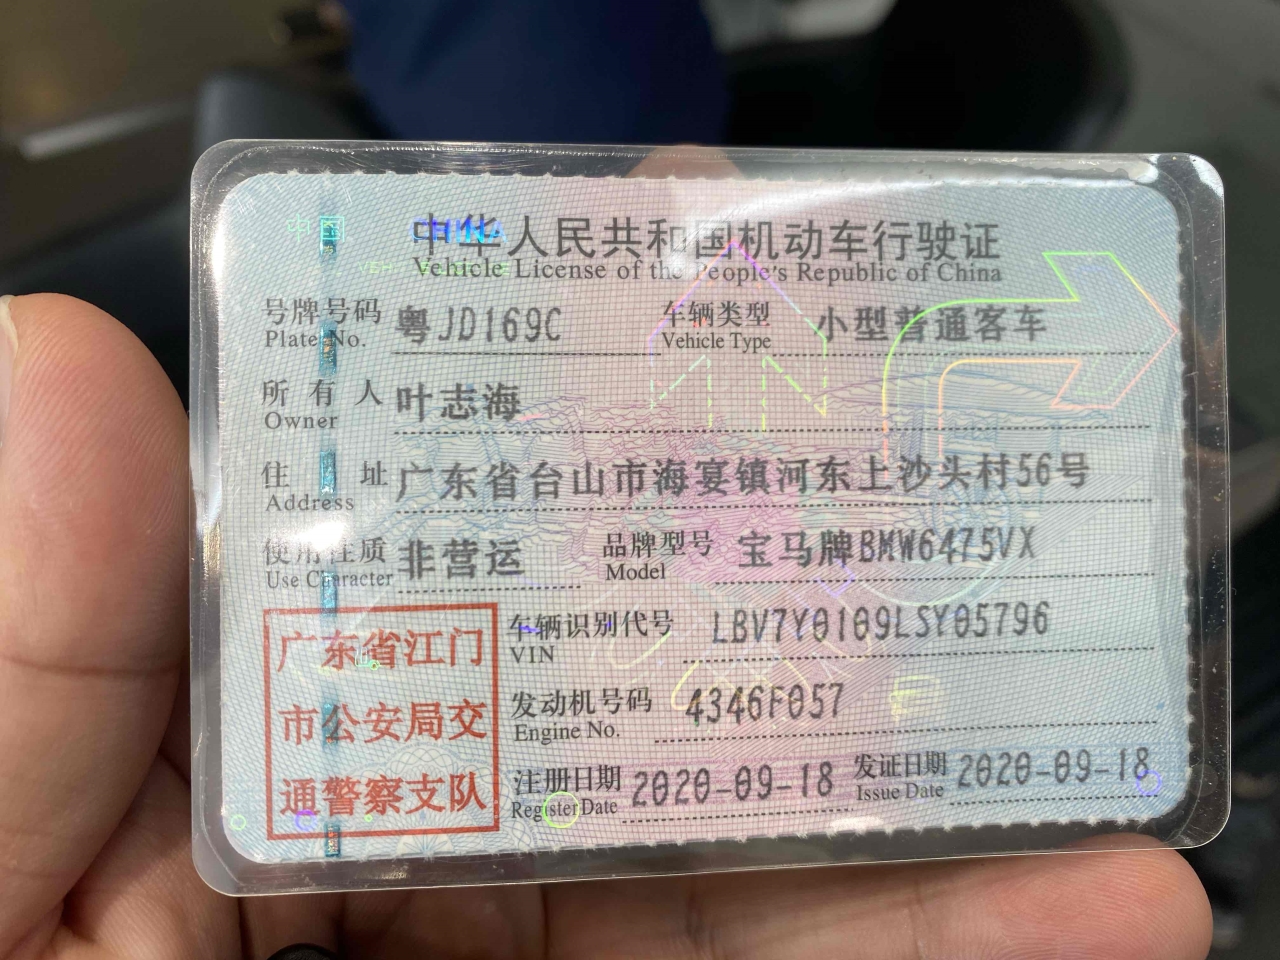 中国 CHINA
中华人民共和国机动车行驶证
Vehicle License of the People's Republic of China
号牌号码 粤JD169C 车辆类型 小型普通客车
Plate No. Vehicle Type
所有人 叶志海
Owner
住址 广东省台山市海宴镇河东上沙头村56号
Address
使用性质 非营运 品牌型号 宝马牌BMW6475VX
Use Character Model
广东省江门
市公安局交
通警察支队
车辆识别代号 LBV7Y0109LSY05796
VIN
发动机号码 4346F057
Engine No.
注册日期 2020-09-18 发证日期 2020-09-18
Register Date Issue Date